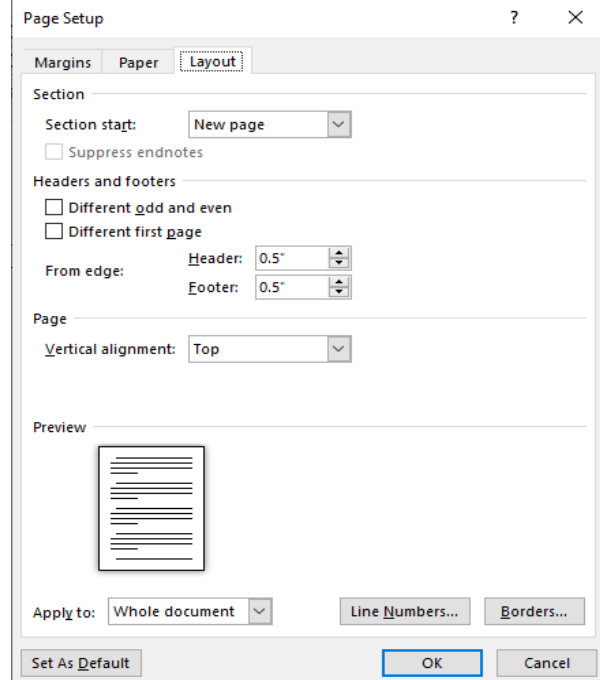 Page Setup ?
Margins Paper Layout
Section
Section start: New page
Suppress endnotes
Headers and footers
Different odd and even
Different first page
From edge:
Header: 0.5"
Footer: 0.5"
Page
Vertical alignment: Top
Preview
Apply to: Whole document Line Numbers... Borders...
Set As Default OK Cancel